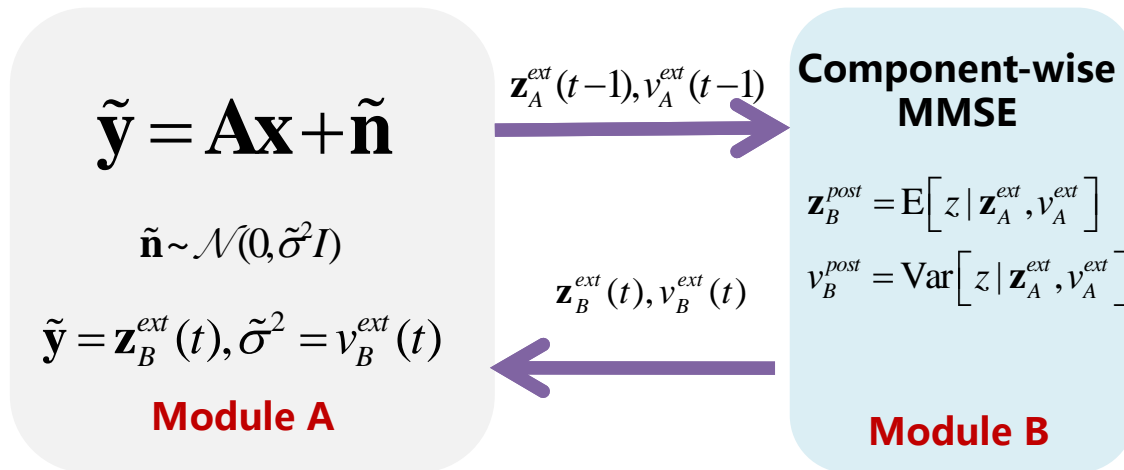 ỹ = Ax + ñ
ñ ~ 𝒩(0, σ̃²I)
ỹ = z_B^{ext}(t), σ̃² = v_B^{ext}(t)
Module A
z_A^{ext}(t−1), v_A^{ext}(t−1)
z_B^{ext}(t), v_B^{ext}(t)
Component-wise
MMSE
z_B^{post} = E[z | z_A^{ext}, v_A^{ext}]
v_B^{post} = Var[z | z_A^{ext}, v_A^{ext}]
Module B